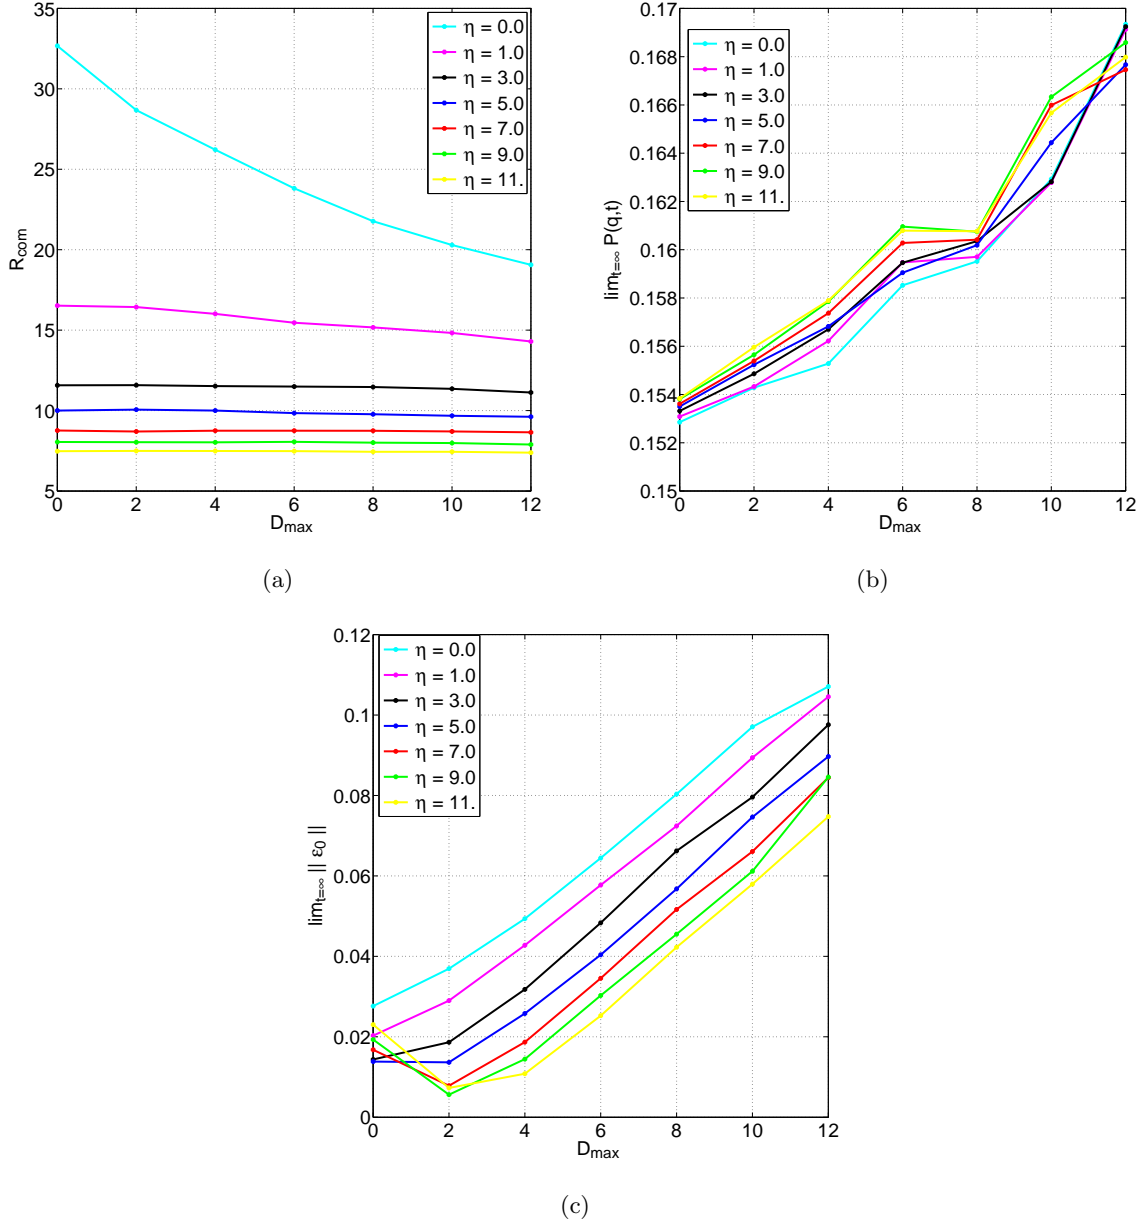 35
30
25
20
15
10
5
0 2 4 6 8 10 12
D_max
R_com
η = 0.0
η = 1.0
η = 3.0
η = 5.0
η = 7.0
η = 9.0
η = 11.
(a)
0.17
0.168
0.166
0.164
0.162
0.16
0.158
0.156
0.154
0.152
0.15
0 2 4 6 8 10 12
D_max
lim_{t=∞} P(q,t)
η = 0.0
η = 1.0
η = 3.0
η = 5.0
η = 7.0
η = 9.0
η = 11.
(b)
0.12
0.1
0.08
0.06
0.04
0.02
0
0 2 4 6 8 10 12
D_max
lim_{t=∞} || ε_0 ||
η = 0.0
η = 1.0
η = 3.0
η = 5.0
η = 7.0
η = 9.0
η = 11.
(c)